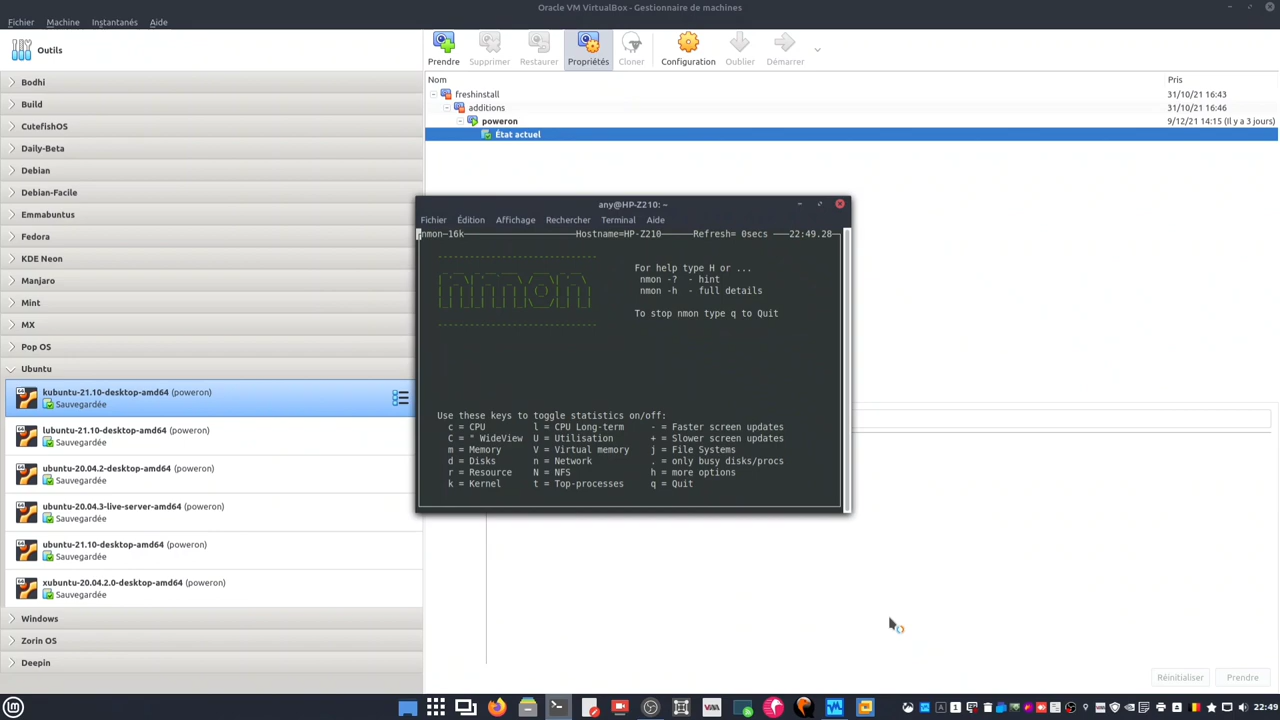 Oracle VM VirtualBox - Gestionnaire de machines
Fichier Machine Instantanés Aide
Outils
Prendre Supprimer Restaurer Propriétés Cloner Configuration Oublier Démarrer
Nom Pris
freshinstall 31/10/21 16:43
additions 31/10/21 16:46
poweron 9/12/21 14:15 (Il y a 3 jours)
État actuel
Bodhi
Build
CutefishOS
Daily-Beta
Debian
Debian-Facile
Emmabuntus
Fedora
KDE Neon
Manjaro
Mint
MX
Pop OS
Ubuntu
kubuntu-21.10-desktop-amd64 (poweron)
Sauvegardée
lubuntu-21.10-desktop-amd64 (poweron)
Sauvegardée
ubuntu-20.04.2-desktop-amd64 (poweron)
Sauvegardée
ubuntu-20.04.3-live-server-amd64 (poweron)
Sauvegardée
ubuntu-21.10-desktop-amd64 (poweron)
Sauvegardée
xubuntu-20.04.2.0-desktop-amd64 (poweron)
Sauvegardée
Windows
Zorin OS
Deepin
any@HP-Z210: ~
Fichier Édition Affichage Rechercher Terminal Aide
nmon-16k Hostname=HP-Z210 Refresh= 0secs 22:49.28
For help type H or ...
nmon -? - hint
nmon -h - full details
To stop nmon type q to Quit
Use these keys to toggle statistics on/off:
c = CPU l = CPU Long-term - = Faster screen updates
C = " WideView U = Utilisation + = Slower screen updates
m = Memory V = Virtual memory j = File Systems
d = Disks n = Network . = only busy disks/procs
r = Resource N = NFS h = more options
k = Kernel t = Top-processes q = Quit
Réinitialiser Prendre
22:49